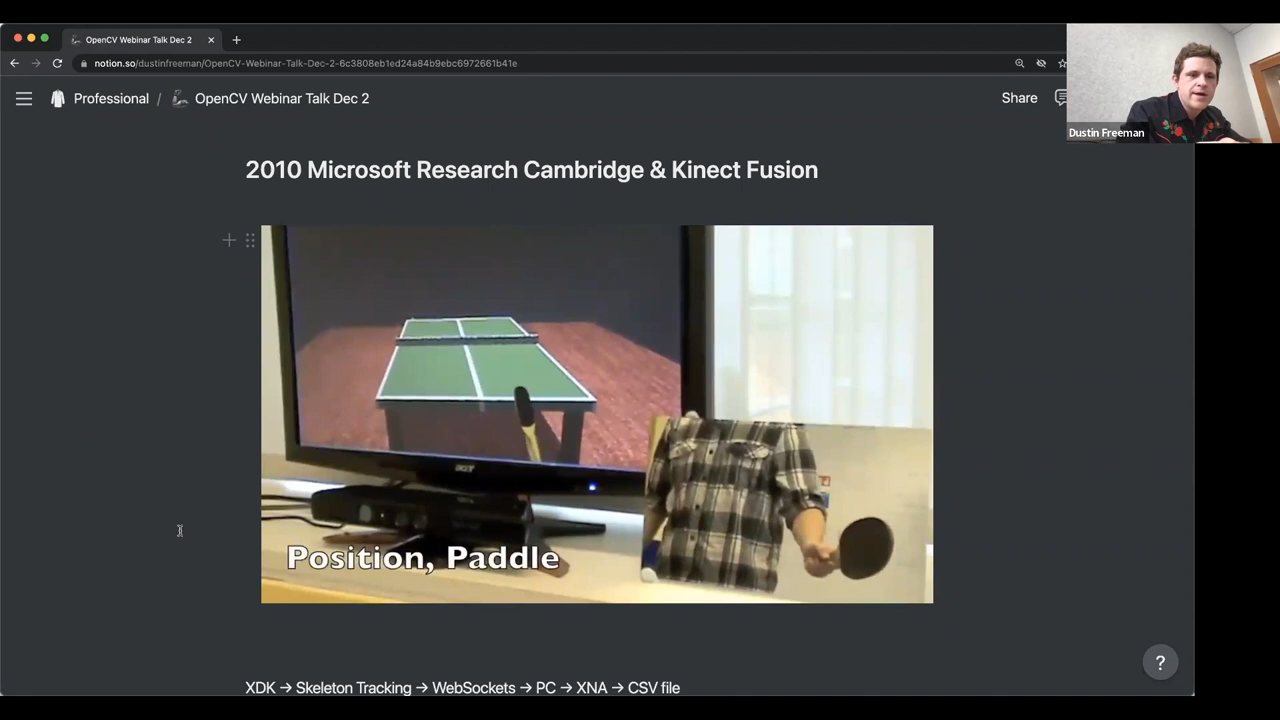 OpenCV Webinar Talk Dec 2
notion.so/dustinfreeman/OpenCV-Webinar-Talk-Dec-2-6c3808eb1ed24a84b9ebc6972661b41e
Professional / OpenCV Webinar Talk Dec 2
Share
Dustin Freeman
2010 Microsoft Research Cambridge & Kinect Fusion
acer
Position, Paddle
?
XDK → Skeleton Tracking → WebSockets → PC → XNA → CSV file